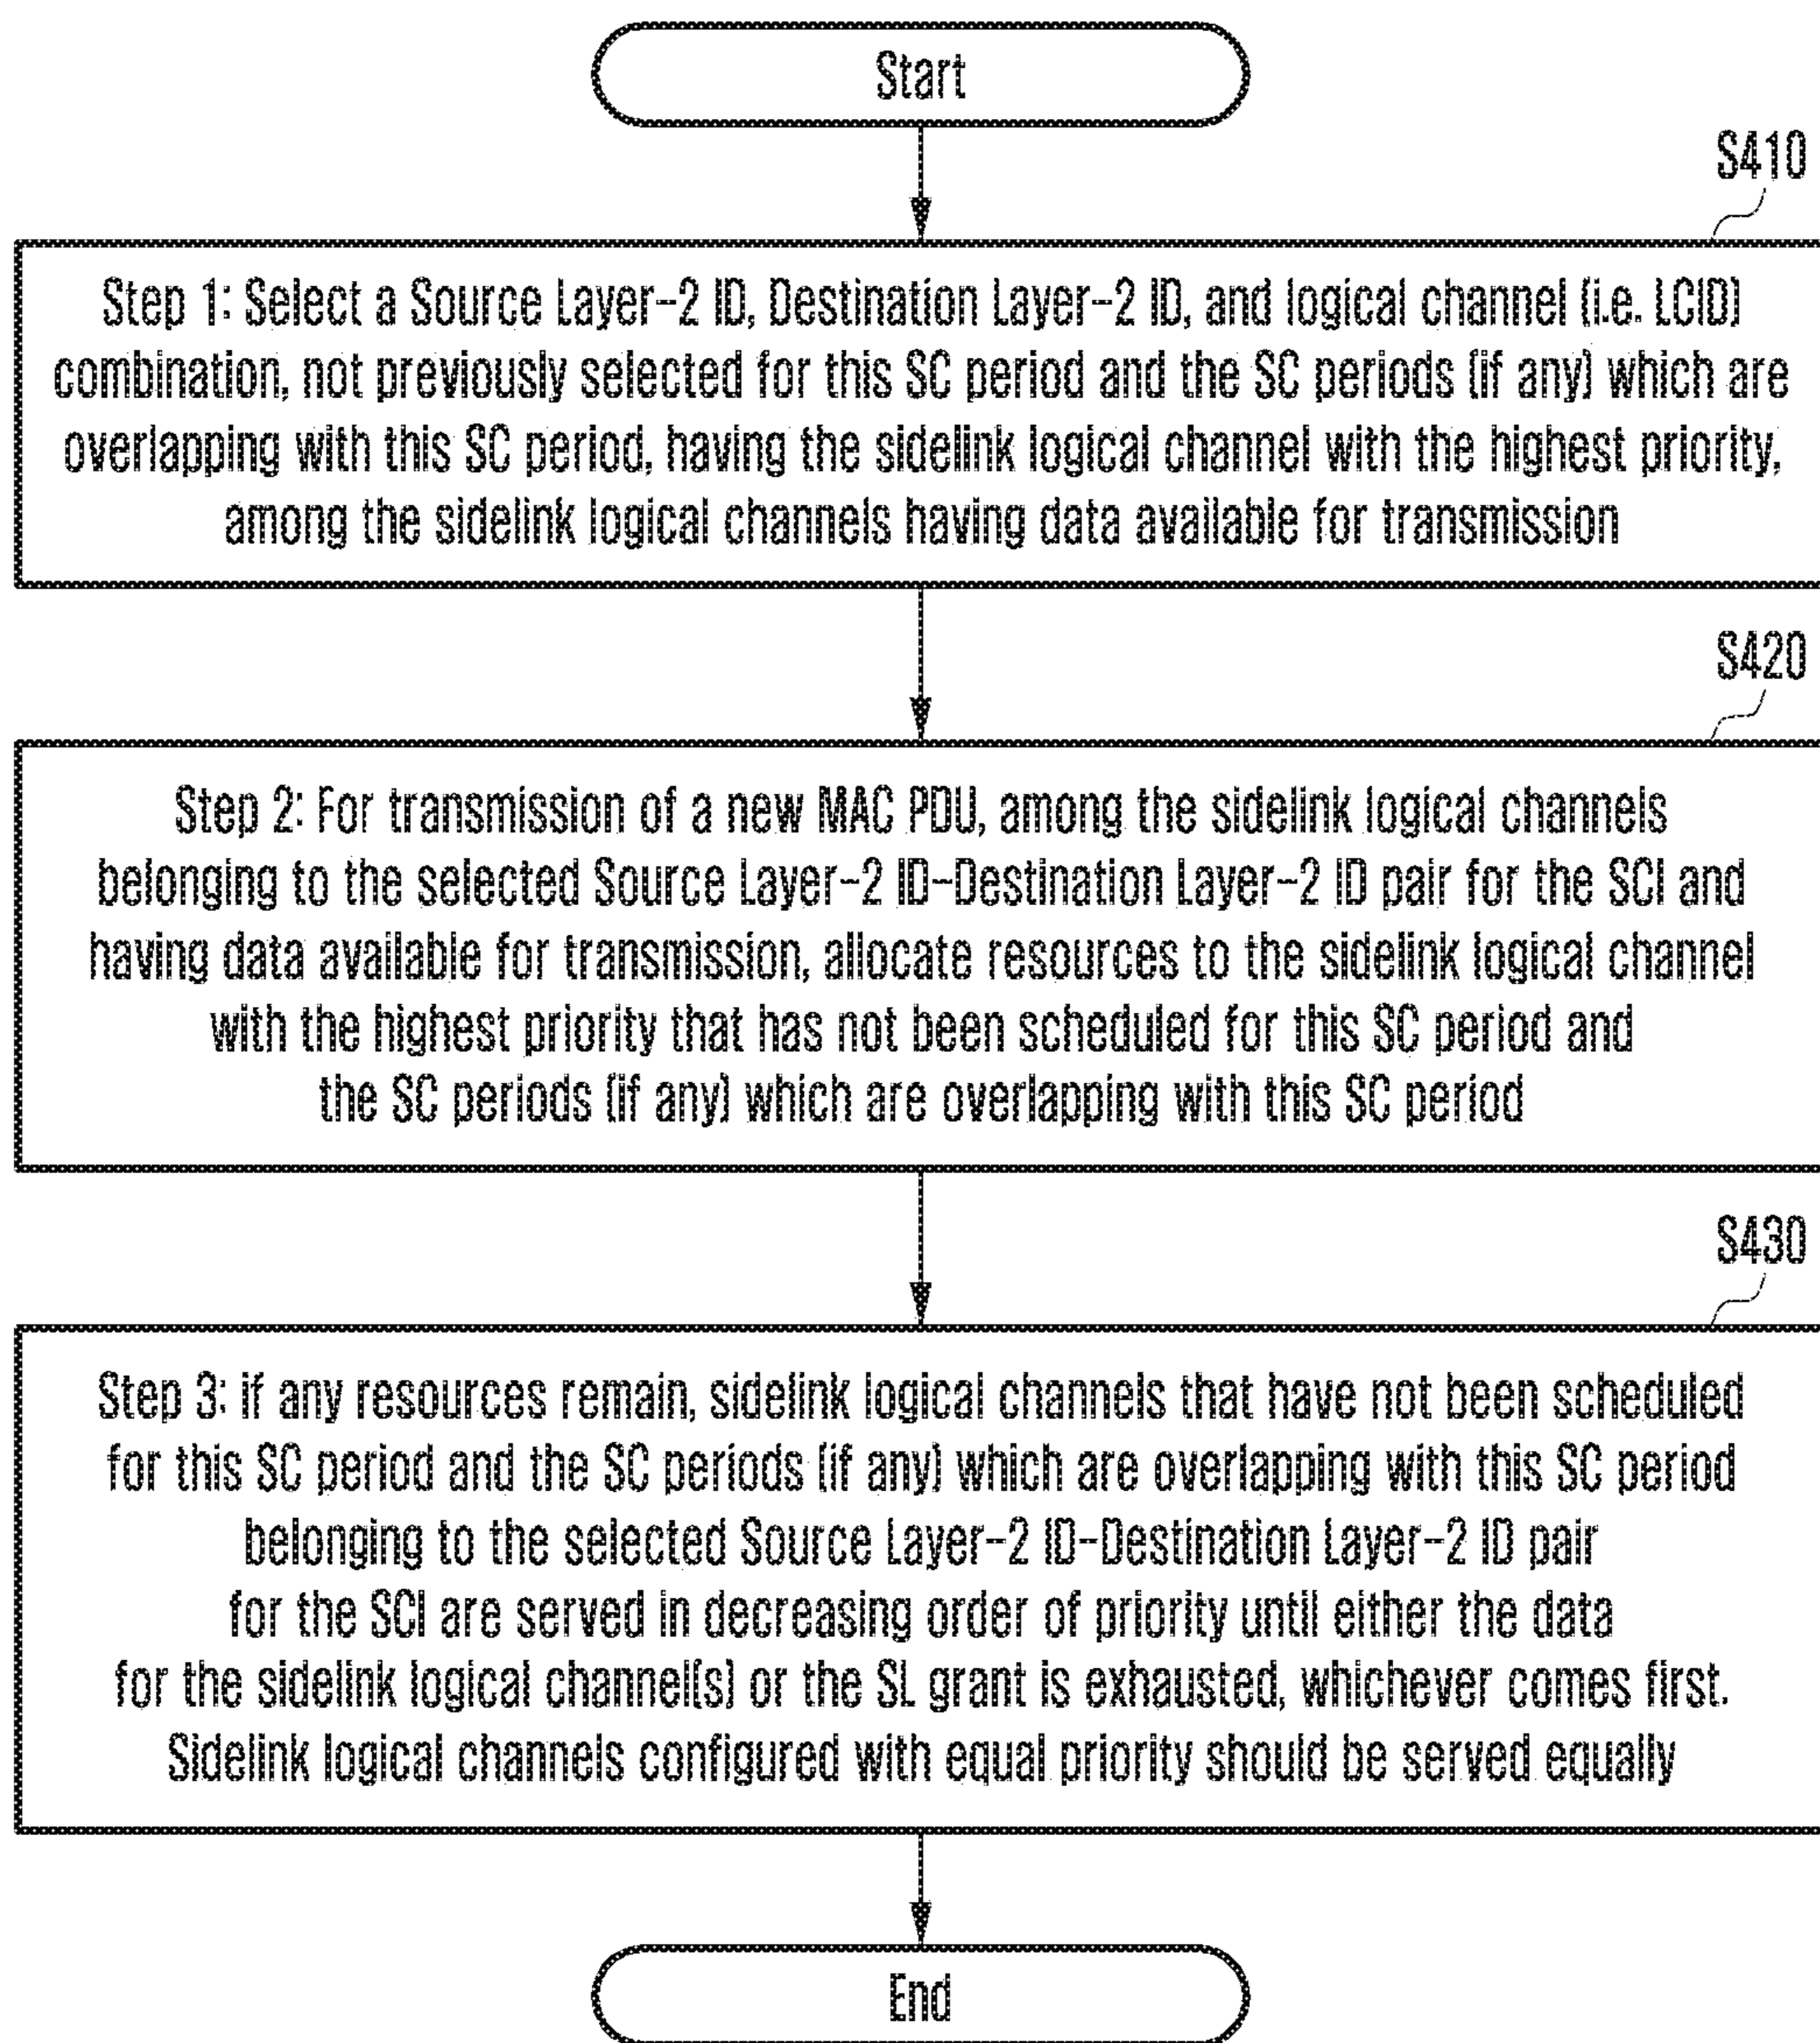 Start
S410
Step 1: Select a Source Layer-2 ID, Destination Layer-2 ID, and logical channel (i.e. LCID)
combination, not previously selected for this SC period and the SC periods (if any) which are
overlapping with this SC period, having the sidelink logical channel with the highest priority,
among the sidelink logical channels having data available for transmission
S420
Step 2: For transmission of a new MAC PDU, among the sidelink logical channels
belonging to the selected Source Layer-2 ID-Destination Layer-2 ID pair for the SCI and
having data available for transmission, allocate resources to the sidelink logical channel
with the highest priority that has not been scheduled for this SC period and
the SC periods (if any) which are overlapping with this SC period
S430
Step 3: if any resources remain, sidelink logical channels that have not been scheduled
for this SC period and the SC periods (if any) which are overlapping with this SC period
belonging to the selected Source Layer-2 ID-Destination Layer-2 ID pair
for the SCI are served in decreasing order of priority until either the data
for the sidelink logical channel(s) or the SL grant is exhausted, whichever comes first.
Sidelink logical channels configured with equal priority should be served equally
End